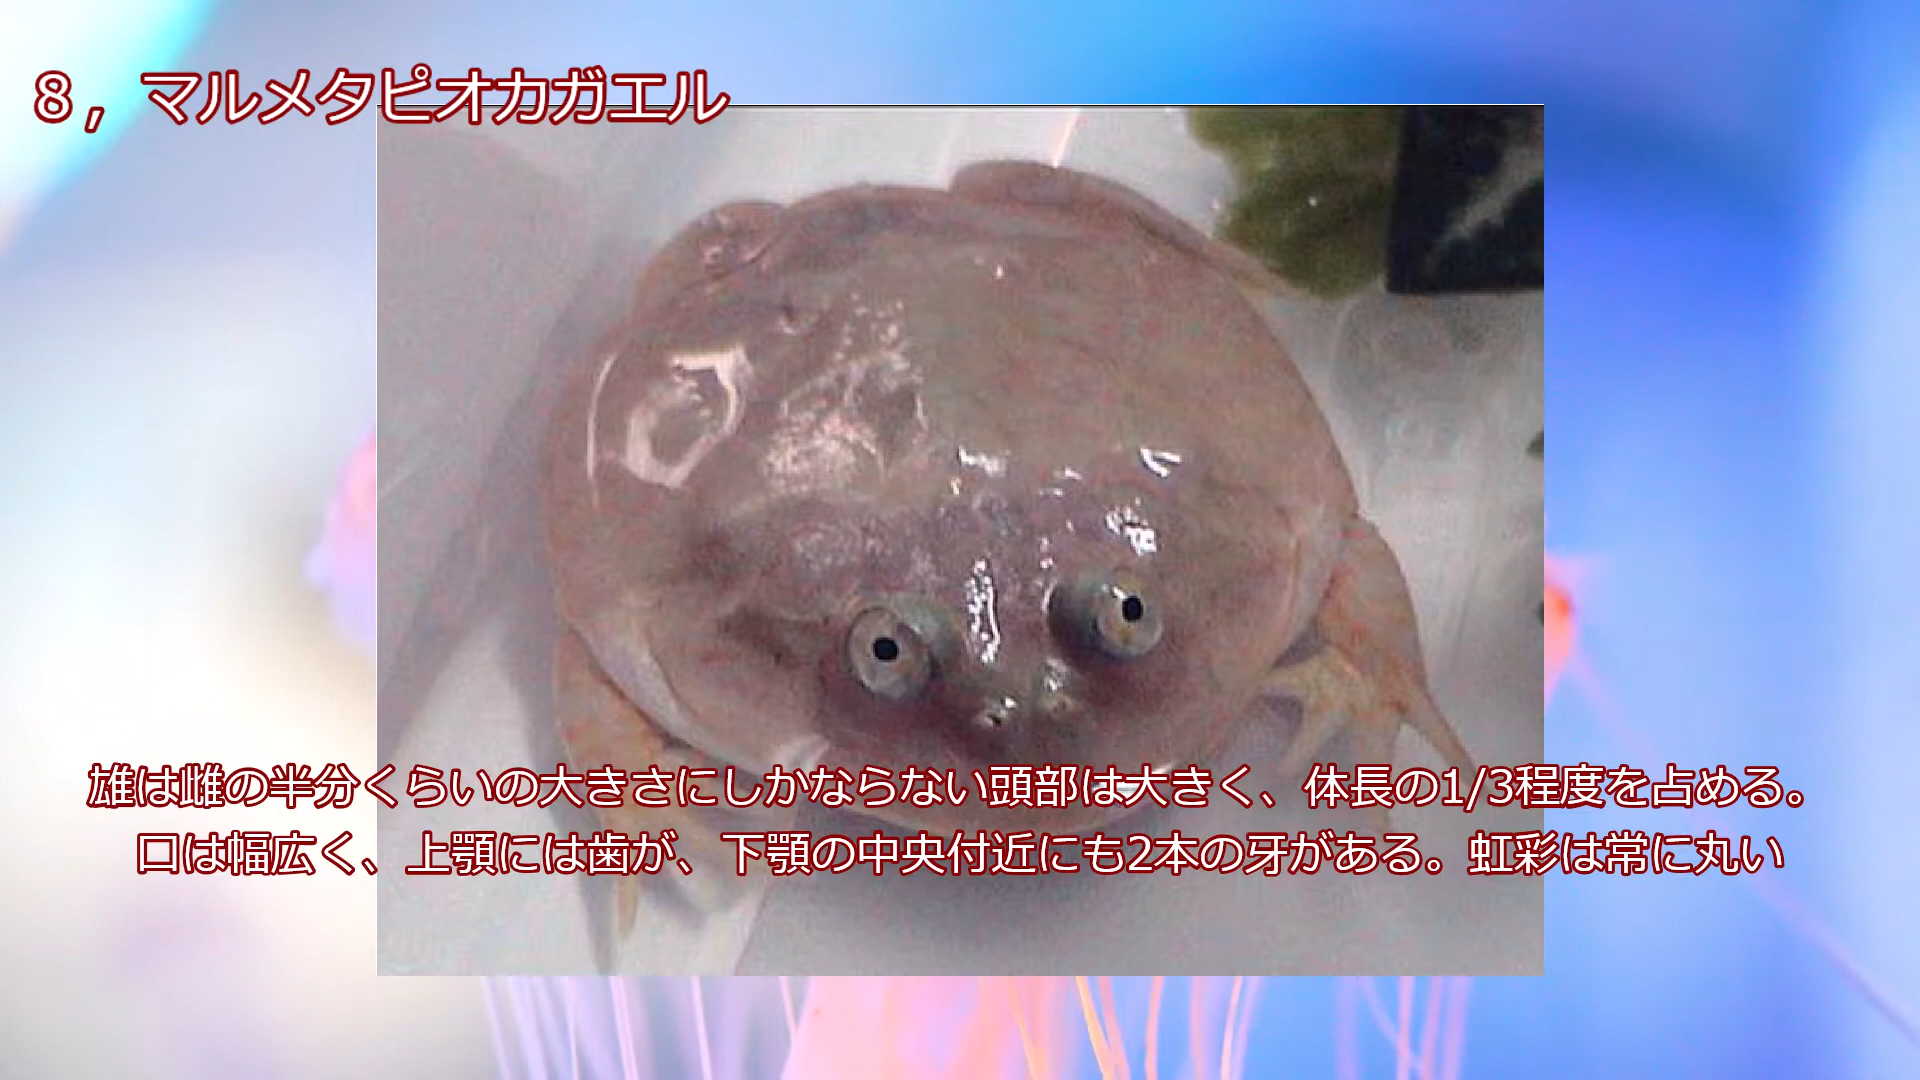 ８，マルメタピオカガエル
雄は雌の半分くらいの大きさにしかならない頭部は大きく、体長の1/3程度を占める。
口は幅広く、上顎には歯が、下顎の中央付近にも2本の牙がある。虹彩は常に丸い